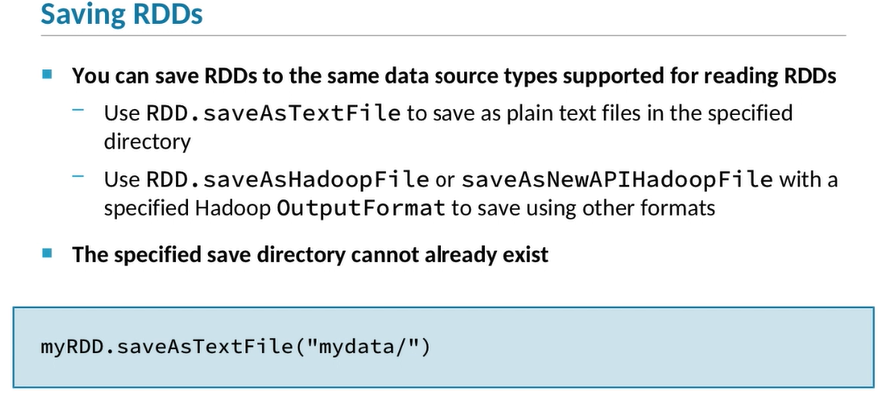 Saving RDDs
You can save RDDs to the same data source types supported for reading RDDs
– Use RDD.saveAsTextFile to save as plain text files in the specified
directory
– Use RDD.saveAsHadoopFile or saveAsNewAPIHadoopFile with a
specified Hadoop OutputFormat to save using other formats
The specified save directory cannot already exist
myRDD.saveAsTextFile("mydata/")